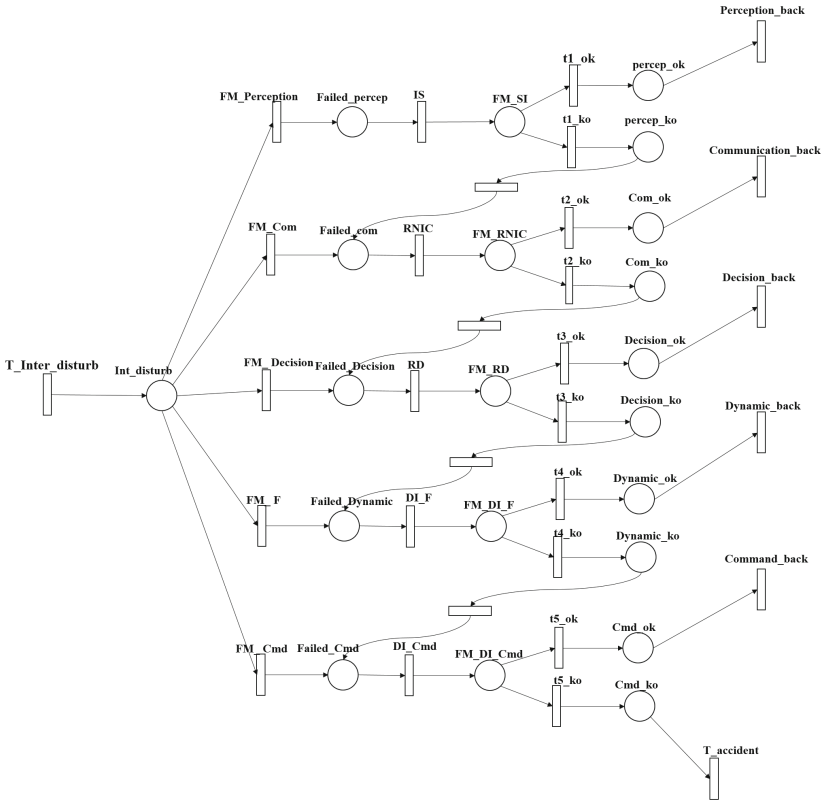 Perception_back
t1_ok
percep_ok
FM_Perception
Failed_percep
IS
FM_SI
t1_ko
percep_ko
Communication_back
t2_ok
Com_ok
FM_Com
Failed_com
RNIC
FM_RNIC
t2_ko
Com_ko
Decision_back
t3_ok
Decision_ok
T_Inter_disturb
Int_disturb
FM_Decision
Failed_Decision
RD
FM_RD
t3_ko
Decision_ko
Dynamic_back
t4_ok
Dynamic_ok
FM_F
Failed_Dynamic
DI_F
FM_DI_F
t4_ko
Dynamic_ko
Command_back
t5_ok
Cmd_ok
FM_Cmd
Failed_Cmd
DI_Cmd
FM_DI_Cmd
t5_ko
Cmd_ko
T_accident